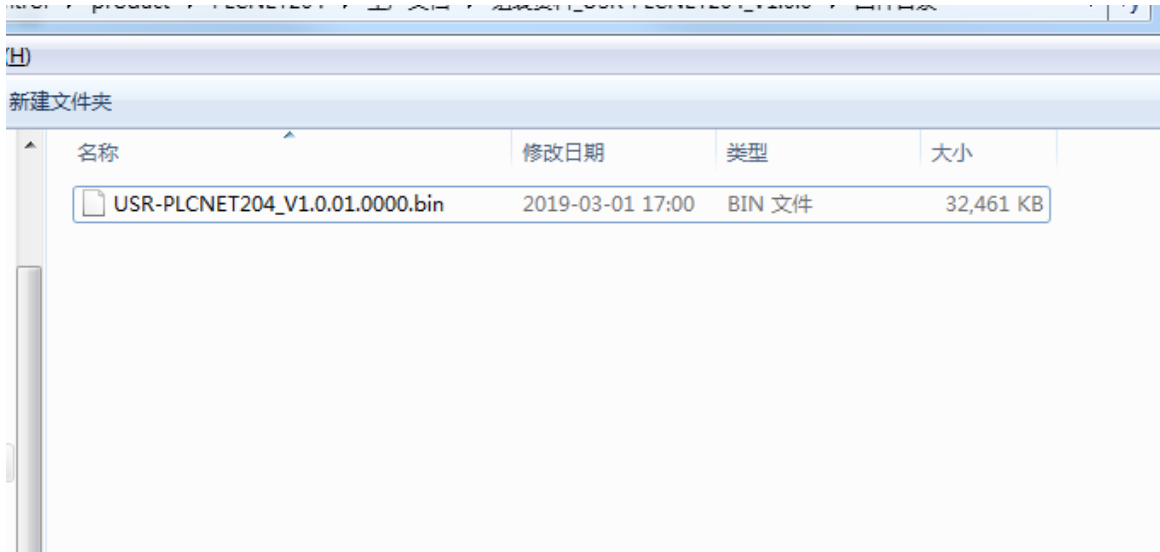 (H)
新建文件夹
名称 修改日期 类型 大小
USR-PLCNET204_V1.0.01.0000.bin 2019-03-01 17:00 BIN 文件 32,461 KB